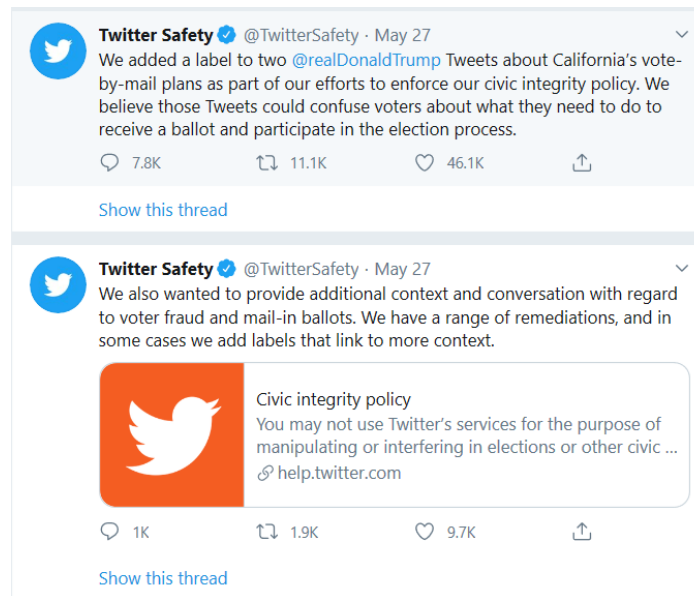 Twitter Safety @TwitterSafety · May 27
We added a label to two @realDonaldTrump Tweets about California's vote-
by-mail plans as part of our efforts to enforce our civic integrity policy. We
believe those Tweets could confuse voters about what they need to do to
receive a ballot and participate in the election process.
7.8K 11.1K 46.1K
Show this thread
Twitter Safety @TwitterSafety · May 27
We also wanted to provide additional context and conversation with regard
to voter fraud and mail-in ballots. We have a range of remediations, and in
some cases we add labels that link to more context.
Civic integrity policy
You may not use Twitter's services for the purpose of
manipulating or interfering in elections or other civic ...
help.twitter.com
1K 1.9K 9.7K
Show this thread